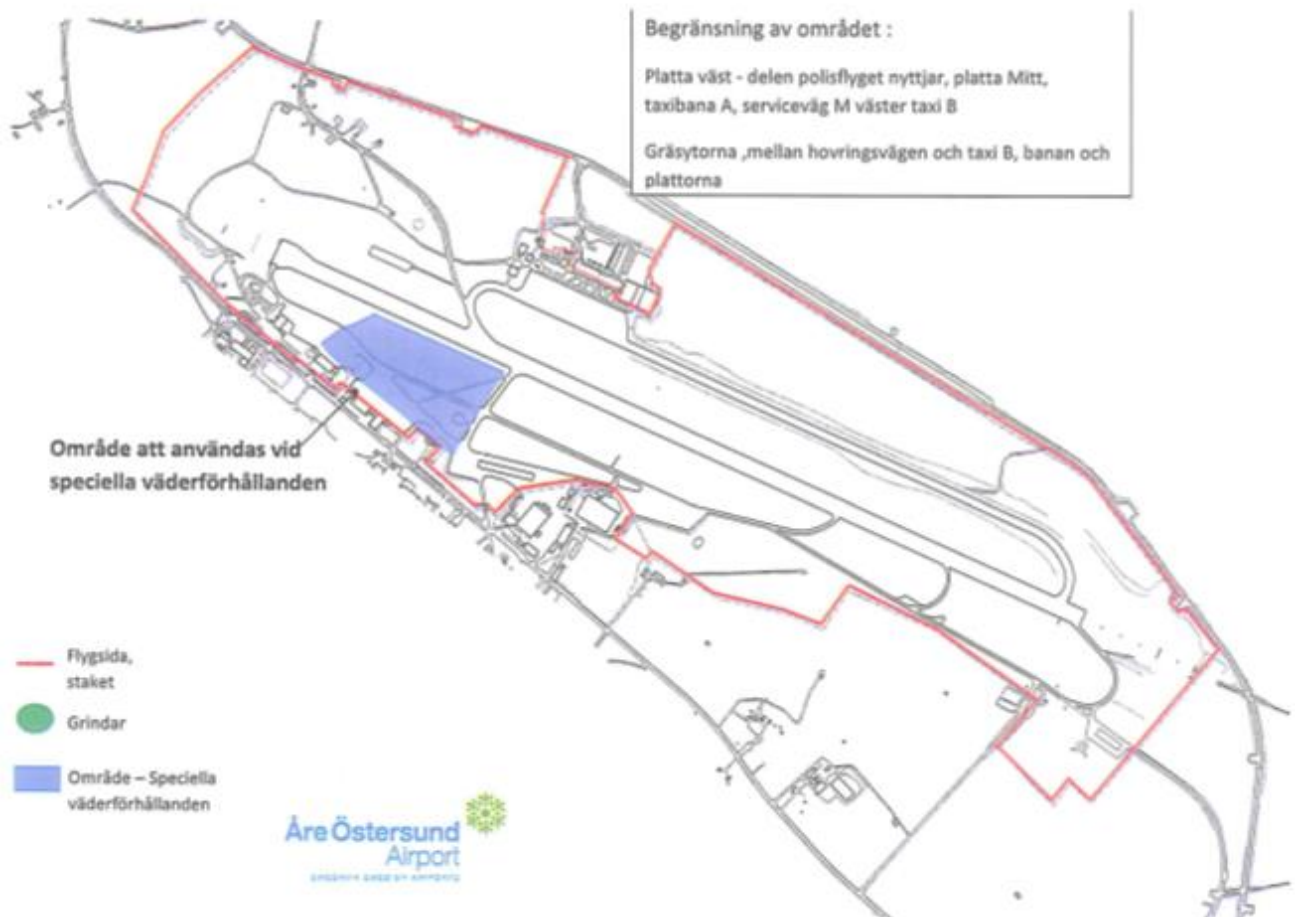 Begränsning av området :
Platta väst - delen polisflyget nyttjar, platta Mitt,
taxibana A, serviceväg M väster taxi B
Gräsytorna ,mellan hovringsvägen och taxi B, banan och
plattorna
Område att användas vid
speciella väderförhållanden
Flygsida,
staket
Grindar
Område – Speciella
väderförhållanden
Åre Östersund
Airport